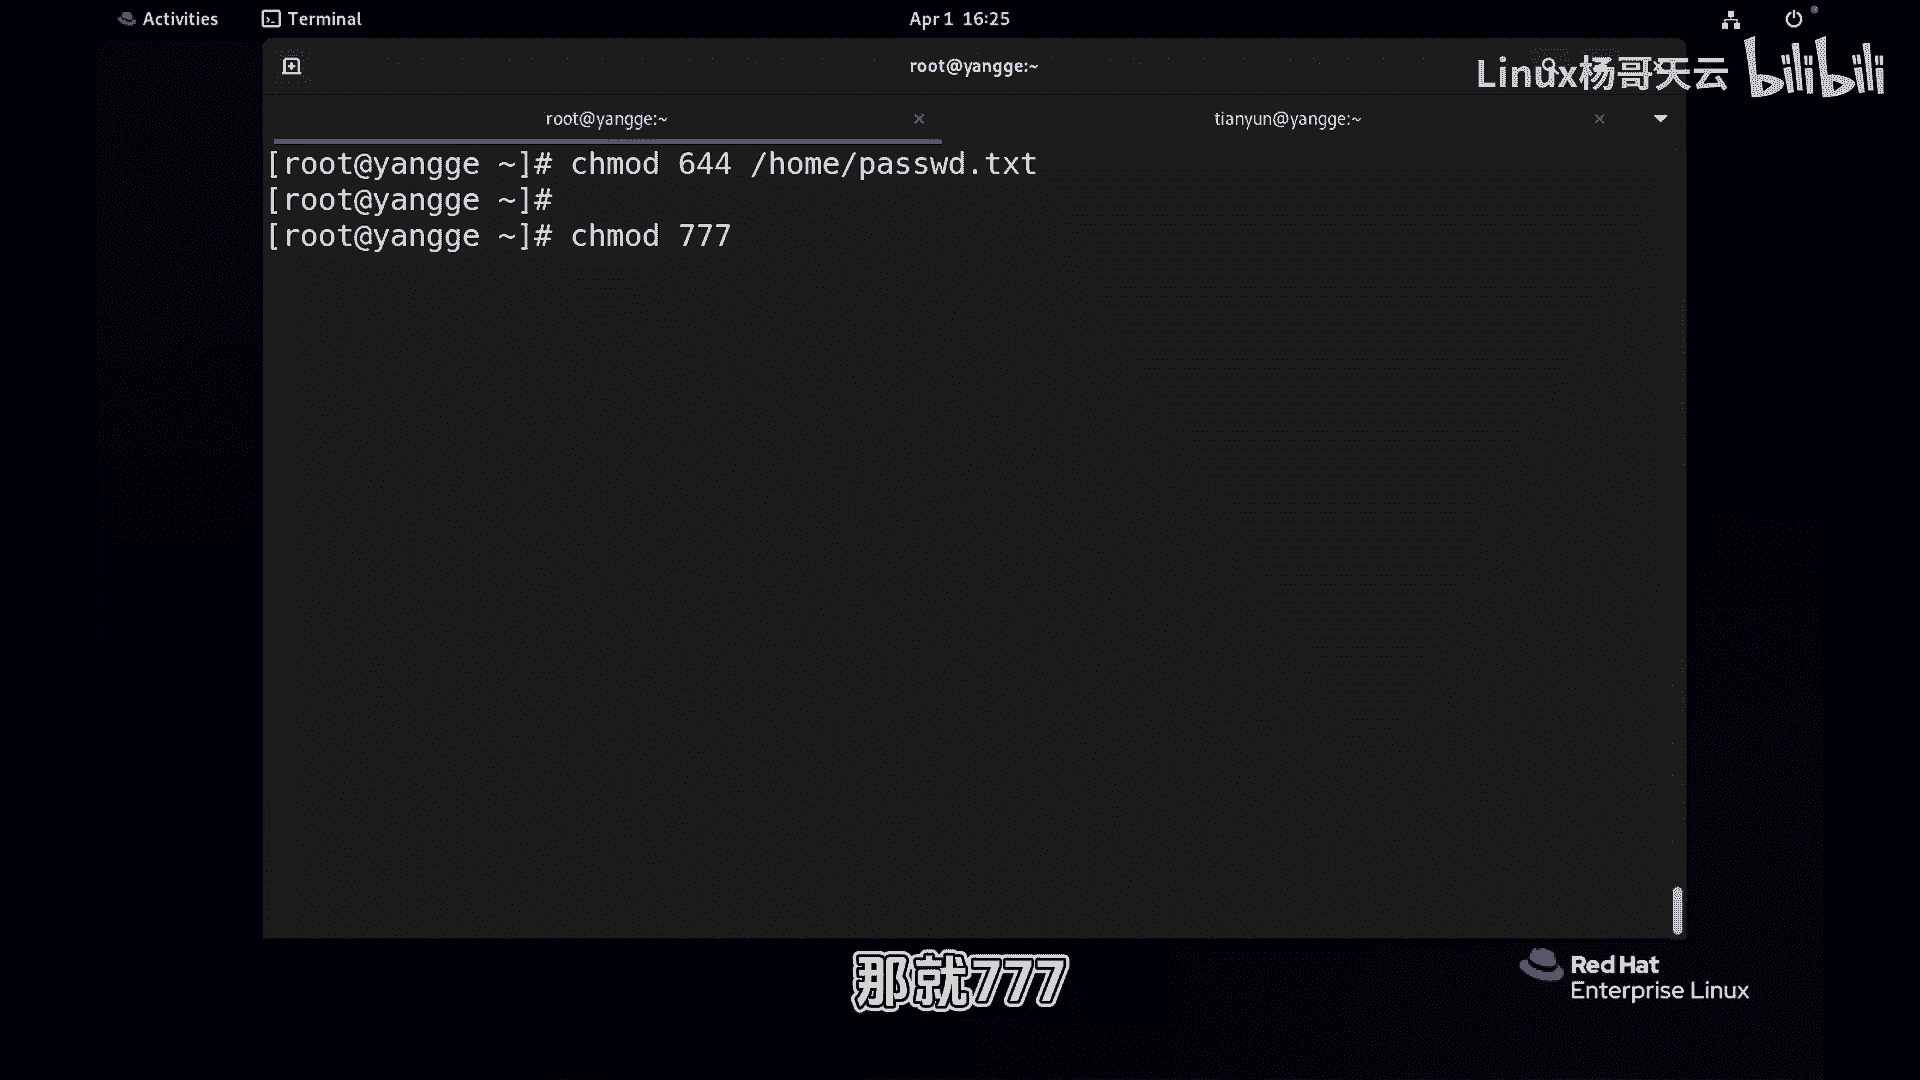 Activities Terminal Apr 1 16:25
root@yangge:~
Linux杨哥天云 bilibili
root@yangge:~ tianyun@yangge:~
[root@yangge ~]# chmod 644 /home/passwd.txt
[root@yangge ~]#
[root@yangge ~]# chmod 777
那就777
Red Hat
Enterprise Linux